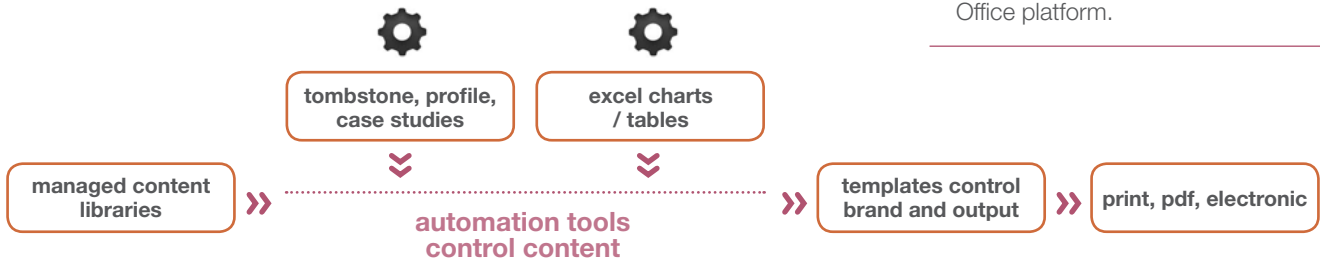 Office platform.
tombstone, profile,
case studies
excel charts
/ tables
managed content
libraries
automation tools
control content
templates control
brand and output
print, pdf, electronic